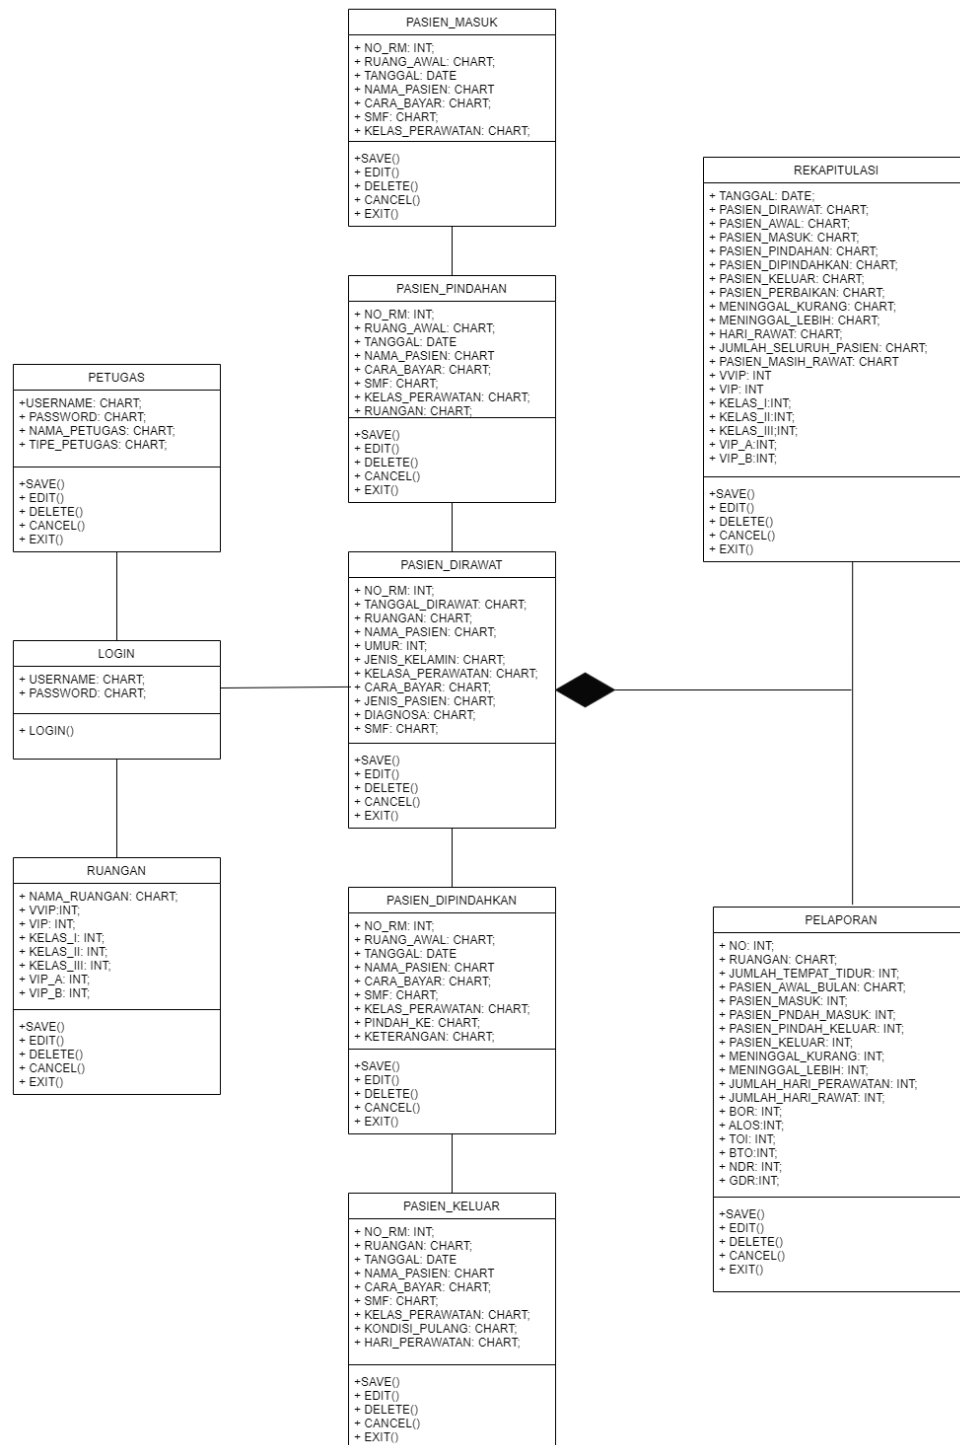 PASIEN_MASUK
+ NO_RM: INT;
+ RUANG_AWAL: CHART;
+ TANGGAL: DATE
+ NAMA_PASIEN: CHART
+ CARA_BAYAR: CHART;
+ SMF: CHART;
+ KELAS_PERAWATAN: CHART;
+SAVE()
+ EDIT()
+ DELETE()
+ CANCEL()
+ EXIT()
PASIEN_PINDAHAN
+ NO_RM: INT;
+ RUANG_AWAL: CHART;
+ TANGGAL: DATE
+ NAMA_PASIEN: CHART
+ CARA_BAYAR: CHART;
+ SMF: CHART;
+ KELAS_PERAWATAN: CHART;
+ RUANGAN: CHART;
+SAVE()
+ EDIT()
+ DELETE()
+ CANCEL()
+ EXIT()
PETUGAS
+USERNAME: CHART;
+ PASSWORD: CHART;
+ NAMA_PETUGAS: CHART;
+ TIPE_PETUGAS: CHART;
+SAVE()
+ EDIT()
+ DELETE()
+ CANCEL()
+ EXIT()
LOGIN
+ USERNAME: CHART;
+ PASSWORD: CHART;
+ LOGIN()
RUANGAN
+ NAMA_RUANGAN: CHART;
+ VVIP:INT;
+ VIP: INT;
+ KELAS_I: INT;
+ KELAS_II: INT;
+ KELAS_III: INT;
+ VIP_A: INT;
+ VIP_B: INT;
+SAVE()
+ EDIT()
+ DELETE()
+ CANCEL()
+ EXIT()
PASIEN_DIRAWAT
+ NO_RM: INT;
+ TANGGAL_DIRAWAT: CHART;
+ RUANGAN: CHART;
+ NAMA_PASIEN: CHART;
+ UMUR: INT;
+ JENIS_KELAMIN: CHART;
+ KELASA_PERAWATAN: CHART;
+ CARA_BAYAR: CHART;
+ JENIS_PASIEN: CHART;
+ DIAGNOSA: CHART;
+ SMF: CHART;
+SAVE()
+ EDIT()
+ DELETE()
+ CANCEL()
+ EXIT()
PASIEN_DIPINDAHKAN
+ NO_RM: INT;
+ RUANG_AWAL: CHART;
+ TANGGAL: DATE
+ NAMA_PASIEN: CHART
+ CARA_BAYAR: CHART;
+ SMF: CHART;
+ KELAS_PERAWATAN: CHART;
+ PINDAH_KE: CHART;
+ KETERANGAN: CHART;
+SAVE()
+ EDIT()
+ DELETE()
+ CANCEL()
+ EXIT()
PASIEN_KELUAR
+ NO_RM: INT;
+ RUANGAN: CHART;
+ TANGGAL: DATE
+ NAMA_PASIEN: CHART
+ CARA_BAYAR: CHART;
+ SMF: CHART;
+ KELAS_PERAWATAN: CHART;
+ KONDISI_PULANG: CHART;
+ HARI_PERAWATAN: CHART;
+SAVE()
+ EDIT()
+ DELETE()
+ CANCEL()
+ EXIT()
REKAPITULASI
+ TANGGAL: DATE;
+ PASIEN_DIRAWAT: CHART;
+ PASIEN_AWAL: CHART;
+ PASIEN_MASUK: CHART;
+ PASIEN_PINDAHAN: CHART;
+ PASIEN_DIPINDAHKAN: CHART;
+ PASIEN_KELUAR: CHART;
+ PASIEN_PERBAIKAN: CHART;
+ MENINGGAL_KURANG: CHART;
+ MENINGGAL_LEBIH: CHART;
+ HARI_RAWAT: CHART;
+ JUMLAH_SELURUH_PASIEN: CHART;
+ PASIEN_MASIH_RAWAT: CHART
+ VVIP: INT
+ VIP: INT
+ KELAS_I:INT;
+ KELAS_II:INT;
+ KELAS_III;INT;
+ VIP_A:INT;
+ VIP_B:INT;
+SAVE()
+ EDIT()
+ DELETE()
+ CANCEL()
+ EXIT()
PELAPORAN
+ NO: INT;
+ RUANGAN: CHART;
+ JUMLAH_TEMPAT_TIDUR: INT;
+ PASIEN_AWAL_BULAN: CHART;
+ PASIEN_MASUK: INT;
+ PASIEN_PNDAH_MASUK: INT;
+ PASIEN_PINDAH_KELUAR: INT;
+ PASIEN_KELUAR: INT;
+ MENINGGAL_KURANG: INT;
+ MENINGGAL_LEBIH: INT;
+ JUMLAH_HARI_PERAWATAN: INT;
+ JUMLAH_HARI_RAWAT: INT;
+ BOR: INT;
+ ALOS:INT;
+ TOI: INT;
+ BTO:INT;
+ NDR: INT;
+ GDR:INT;
+SAVE()
+ EDIT()
+ DELETE()
+ CANCEL()
+ EXIT()